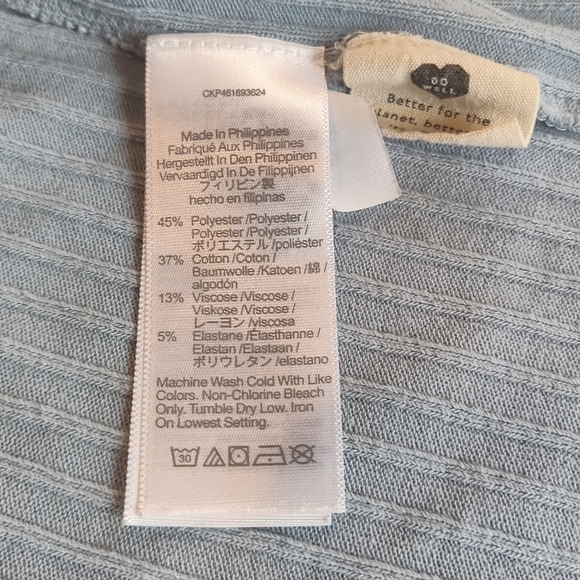 CKP461693624
Made In Philippines
Fabriqué Aux Philippines
Hergestellt In Den Philippinen
Vervaardigd In De Filippijnen
フィリピン製
hecho en filipinas
45% Polyester /Polyester /
Polyester /Polyester /
ポリエステル /poliéster
37% Cotton /Coton /
Baumwolle /Katoen /綿 /
algodón
13% Viscose /Viscose /
Viskose /Viscose /
レーヨン /viscosa
5% Elastane /Élasthanne /
Elastan /Elastaan /
ポリウレタン /elastano
Machine Wash Cold With Like
Colors. Non-Chlorine Bleach
Only. Tumble Dry Low. Iron
On Lowest Setting.
30
DO
WELL
Better for the
planet, better